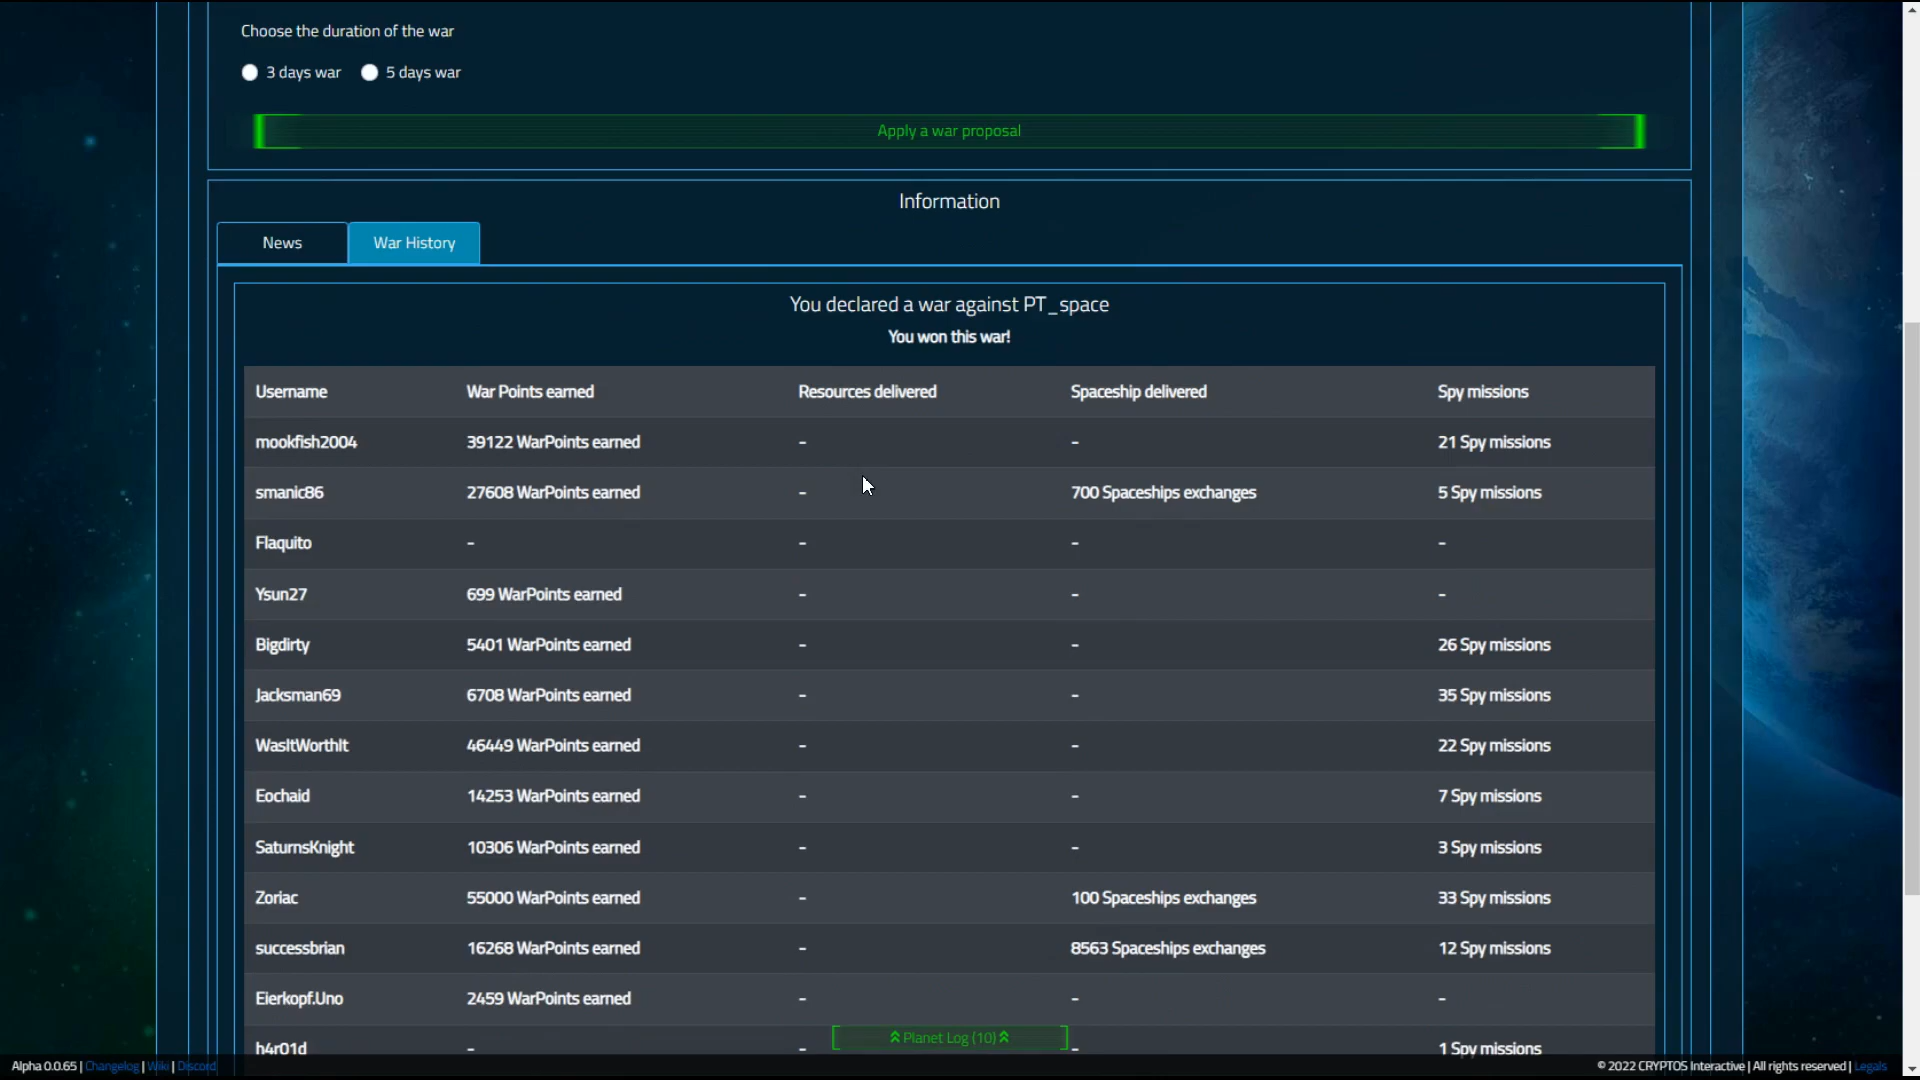 Choose the duration of the war
3 days war 5 days war
Apply a war proposal
Information
News War History
You declared a war against PT_space
You won this war!
Username War Points earned Resources delivered Spaceship delivered Spy missions
mookfish2004 39122 WarPoints earned - - 21 Spy missions
smanic86 27608 WarPoints earned - 700 Spaceships exchanges 5 Spy missions
Flaquito - - - -
Ysun27 699 WarPoints earned - - -
Bigdirty 5401 WarPoints earned - - 26 Spy missions
Jacksman69 6708 WarPoints earned - - 35 Spy missions
WasItWorthIt 46449 WarPoints earned - - 22 Spy missions
Eochaid 14253 WarPoints earned - - 7 Spy missions
SaturnsKnight 10306 WarPoints earned - - 3 Spy missions
Zoriac 55000 WarPoints earned - 100 Spaceships exchanges 33 Spy missions
successbrian 16268 WarPoints earned - 8563 Spaceships exchanges 12 Spy missions
Eierkopf.Uno 2459 WarPoints earned - - -
h4r01d - - - 1 Spy missions
Planet Log (10)
Alpha 0.0.65 | Changelog | Wiki | Discord © 2022 CRYPTOS Interactive | All rights reserved | Legals